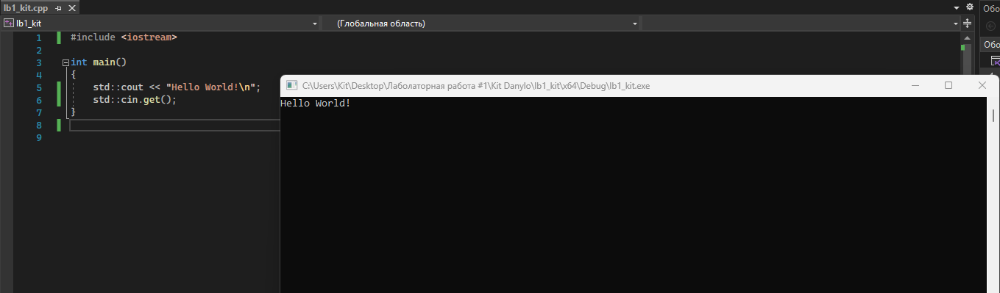 lb1_kit.cpp
Обо
lb1_kit
(Глобальная область)
Обо
1 #include <iostream>
2
3 int main()
4 {
5 std::cout << "Hello World!\n";
6 std::cin.get();
7 }
8
9
C:\Users\Kit\Desktop\Лаболаторная работа #1\Kit Danylo\lb1_kit\x64\Debug\lb1_kit.exe
Hello World!